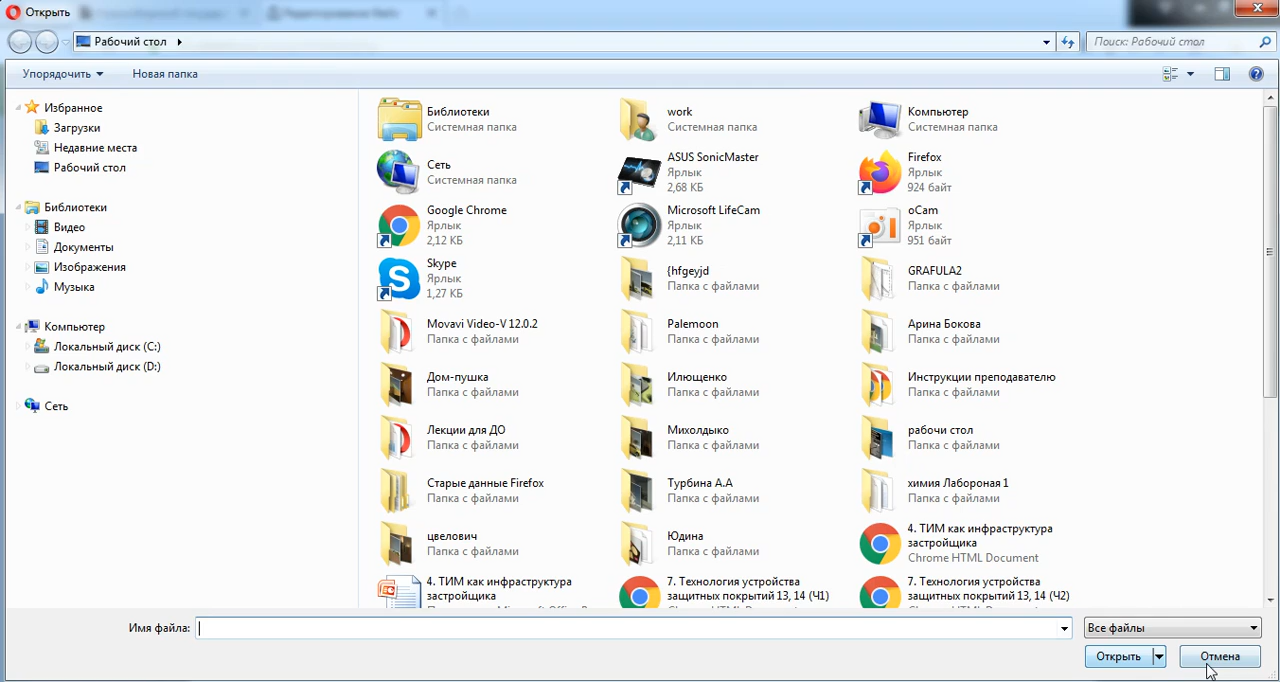 Открыть
Рабочий стол
Поиск: Рабочий стол
Упорядочить
Новая папка
Избранное
Загрузки
Недавние места
Рабочий стол
Библиотеки
Видео
Документы
Изображения
Музыка
Компьютер
Локальный диск (C:)
Локальный диск (D:)
Сеть
Библиотеки
Системная папка
work
Системная папка
Компьютер
Системная папка
Сеть
Системная папка
ASUS SonicMaster
Ярлык
2,68 КБ
Firefox
Ярлык
924 байт
Google Chrome
Ярлык
2,12 КБ
Microsoft LifeCam
Ярлык
2,11 КБ
oCam
Ярлык
951 байт
Skype
Ярлык
1,27 КБ
{hfgeyjd
Папка с файлами
GRAFULA2
Папка с файлами
Movavi Video-V 12.0.2
Папка с файлами
Palemoon
Папка с файлами
Арина Бокова
Папка с файлами
Дом-пушка
Папка с файлами
Илющенко
Папка с файлами
Инструкции преподавателю
Папка с файлами
Лекции для ДО
Папка с файлами
Михолдыко
Папка с файлами
рабочи стол
Папка с файлами
Старые данные Firefox
Папка с файлами
Турбина А.А
Папка с файлами
химия Лабороная 1
Папка с файлами
цвелович
Папка с файлами
Юдина
Папка с файлами
4. ТИМ как инфраструктура
застройщика
Chrome HTML Document
4. ТИМ как инфраструктура
застройщика
7. Технология устройства
защитных покрытий 13, 14 (Ч1)
7. Технология устройства
защитных покрытий 13, 14 (Ч2)
Имя файла:
Все файлы
Открыть
Отмена